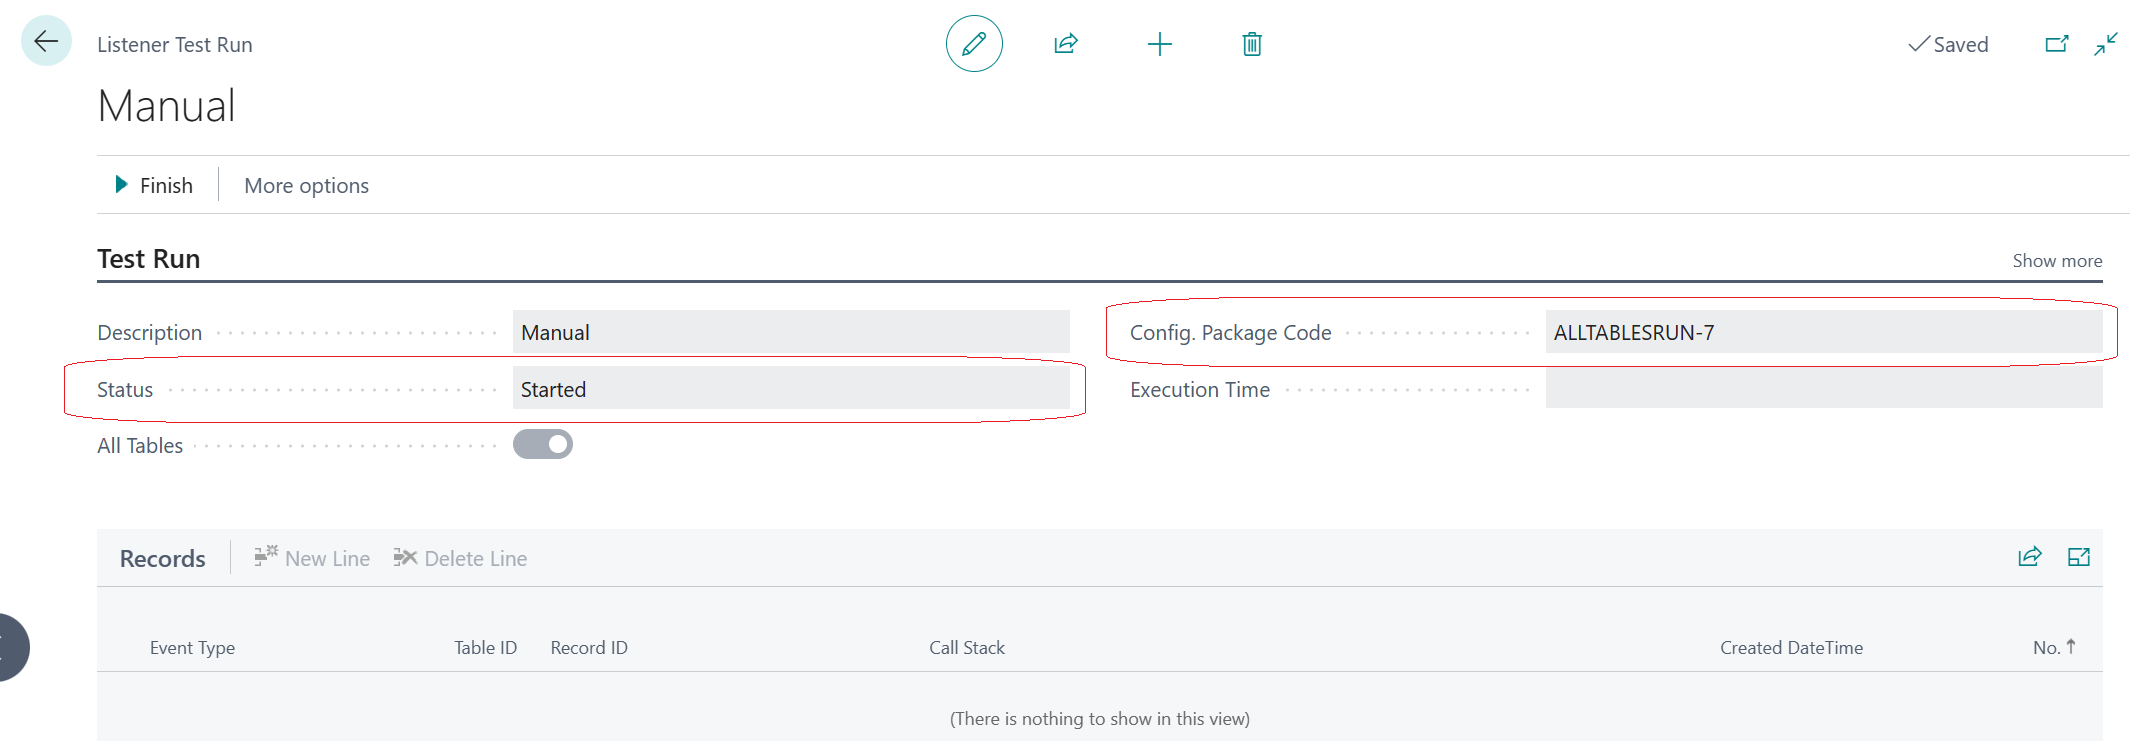 Listener Test Run
Saved
Manual
Finish
More options
Test Run
Show more
Description
Manual
Config. Package Code
ALLTABLESRUN-7
Status
Started
Execution Time
All Tables
Records
New Line
Delete Line
Event Type
Table ID
Record ID
Call Stack
Created DateTime
No.↑
(There is nothing to show in this view)